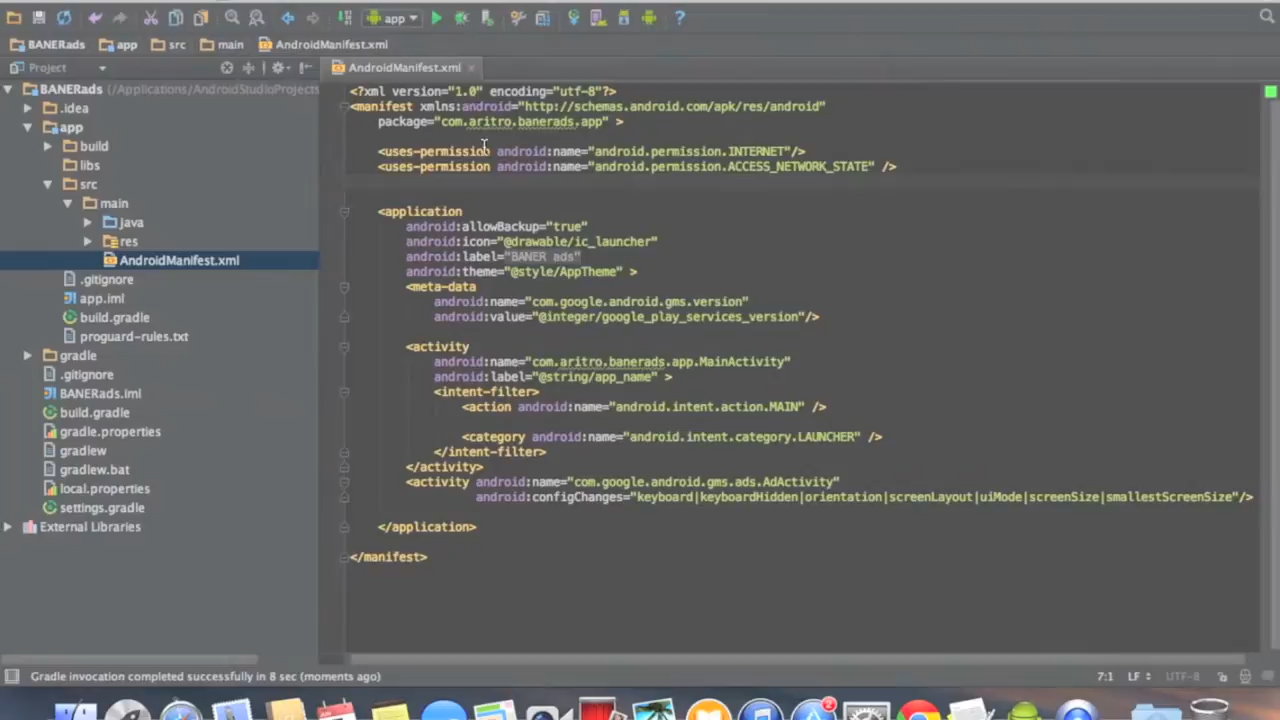 app
BANERads
app
src
main
AndroidManifest.xml
Project
AndroidManifest.xml
BANERads (/Applications/AndroidStudioProjects
.idea
app
build
libs
src
main
java
res
AndroidManifest.xml
.gitignore
app.iml
build.gradle
proguard-rules.txt
gradle
.gitignore
BANERads.iml
build.gradle
gradle.properties
gradlew
gradlew.bat
local.properties
settings.gradle
External Libraries
<?xml version="1.0" encoding="utf-8"?>
<manifest xmlns:android="http://schemas.android.com/apk/res/android"
package="com.aritro.banerads.app" >
<uses-permission android:name="android.permission.INTERNET"/>
<uses-permission android:name="android.permission.ACCESS_NETWORK_STATE" />
<application
android:allowBackup="true"
android:icon="@drawable/ic_launcher"
android:label="BANER ads"
android:theme="@style/AppTheme" >
<meta-data
android:name="com.google.android.gms.version"
android:value="@integer/google_play_services_version"/>
<activity
android:name="com.aritro.banerads.app.MainActivity"
android:label="@string/app_name" >
<intent-filter>
<action android:name="android.intent.action.MAIN" />
<category android:name="android.intent.category.LAUNCHER" />
</intent-filter>
</activity>
<activity android:name="com.google.android.gms.ads.AdActivity"
android:configChanges="keyboard|keyboardHidden|orientation|screenLayout|uiMode|screenSize|smallestScreenSize"/>
</application>
</manifest>
Gradle invocation completed successfully in 8 sec (moments ago)
7:1
LF
UTF-8
2